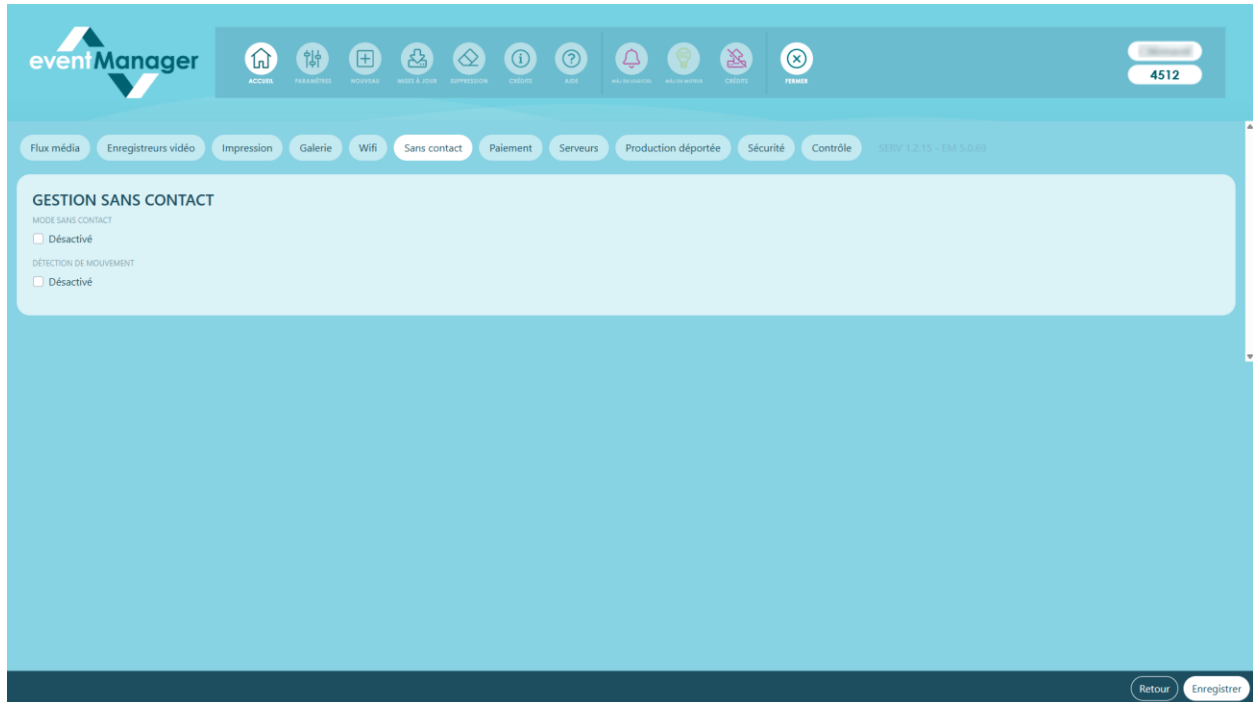 eventManager
ACCUEIL PARAMÈTRES NOUVEAU MISES À JOUR SUPPRESSION CRÉDITS AIDE CRÉDITS FERMER
4512
Flux média Enregistreurs vidéo Impression Galerie Wifi Sans contact Paiement Serveurs Production déportée Sécurité Contrôle SERV 1.2.15 - EM 5.0.69
GESTION SANS CONTACT
MODE SANS CONTACT
Désactivé
DÉTECTION DE MOUVEMENT
Désactivé
Retour Enregistrer